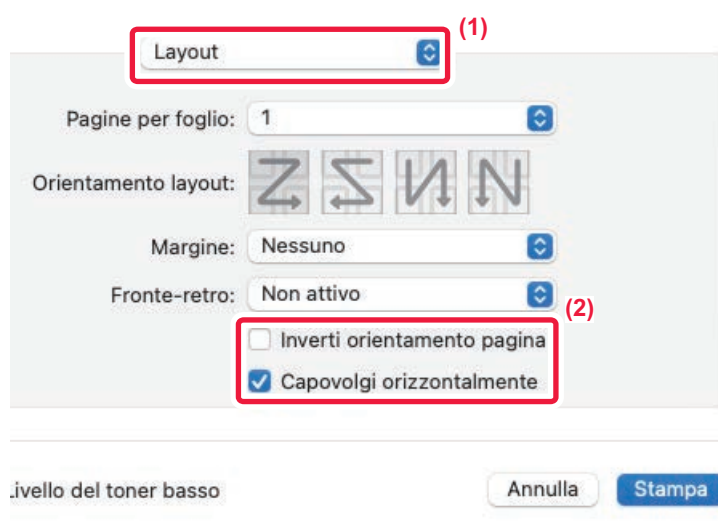 (1)
Layout
Pagine per foglio: 1
Orientamento layout:
Margine: Nessuno
Fronte-retro: Non attivo
(2)
Inverti orientamento pagina
Capovolgi orizzontalmente
ivello del toner basso
Annulla
Stampa